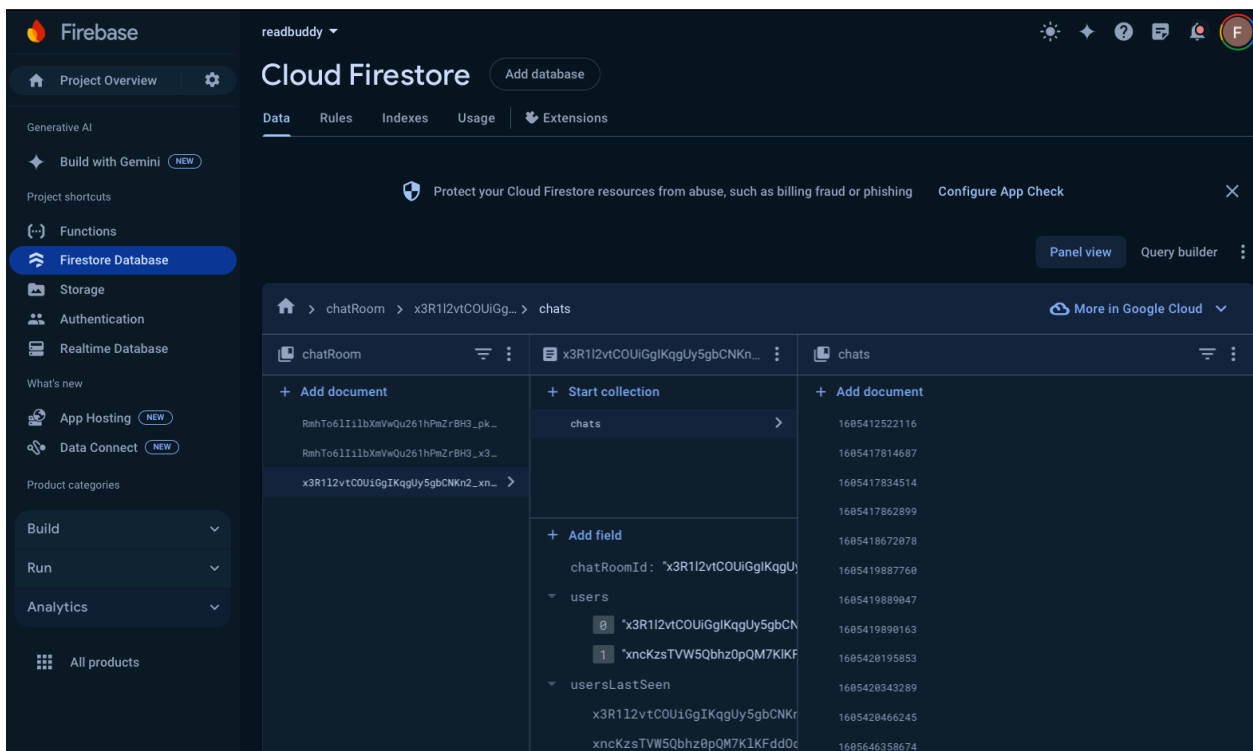 Firebase
Project Overview
Generative AI
Build with Gemini NEW
Project shortcuts
Functions
Firestore Database
Storage
Authentication
Realtime Database
What's new
App Hosting NEW
Data Connect NEW
Product categories
Build
Run
Analytics
All products
readbuddy
F
Cloud Firestore Add database
Data Rules Indexes Usage Extensions
Protect your Cloud Firestore resources from abuse, such as billing fraud or phishing Configure App Check
Panel view Query builder
chatRoom > x3R1l2vtCOUiGg... > chats More in Google Cloud
chatRoom
+ Add document
RmhTo6lIilbXmVwQu261hPmZrBH3_pk…
RmhTo6lIilbXmVwQu261hPmZrBH3_x3…
x3R1l2vtCOUiGgIKqgUy5gbCNKn2_xn…
x3R1l2vtCOUiGgIKqgUy5gbCNKn...
+ Start collection
chats
+ Add field
chatRoomId: "x3R1l2vtCOUiGgIKqgUy
users
0 "x3R1l2vtCOUiGgIKqgUy5gbCN
1 "xncKzsTVW5Qbhz0pQM7KlKF
usersLastSeen
x3R1l2vtCOUiGgIKqgUy5gbCNKn
xncKzsTVW5Qbhz0pQM7KlKFddOo
chats
+ Add document
1605412522116
1605417814687
1605417834514
1605417862899
1605418672078
1605419887760
1605419889047
1605419890163
1605420195853
1605420343289
1605420466245
1605646358674